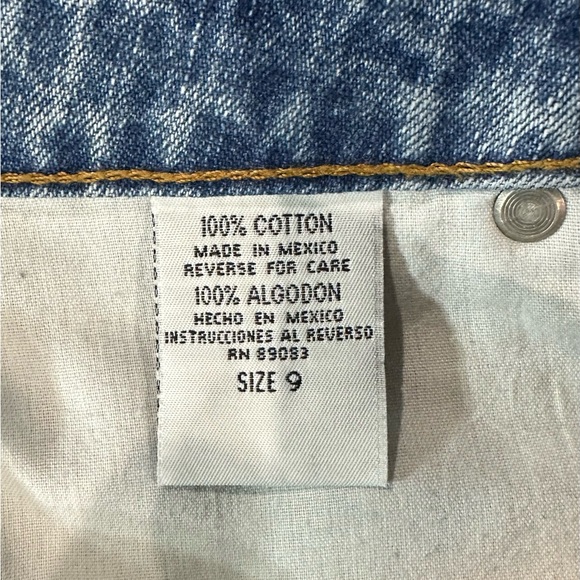 100% COTTON
MADE IN MEXICO
REVERSE FOR CARE
100% ALGODON
HECHO EN MEXICO
INSTRUCCIONES AL REVERSO
RN 89083
SIZE 9